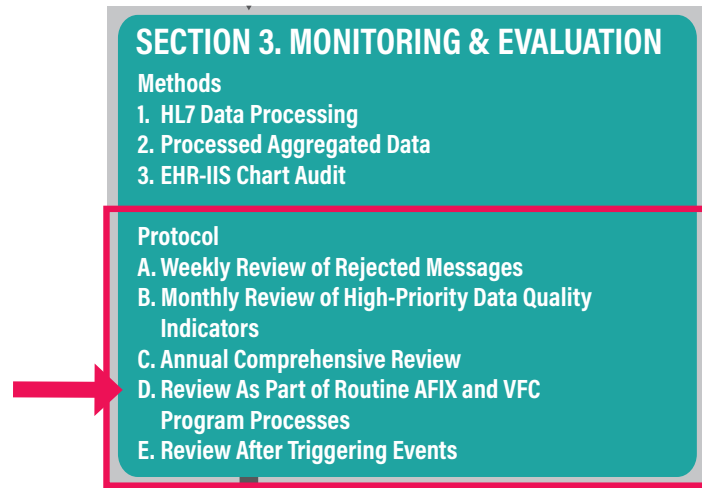 SECTION 3. MONITORING & EVALUATION
Methods
1. HL7 Data Processing
2. Processed Aggregated Data
3. EHR-IIS Chart Audit
Protocol
A. Weekly Review of Rejected Messages
B. Monthly Review of High-Priority Data Quality
Indicators
C. Annual Comprehensive Review
D. Review As Part of Routine AFIX and VFC
Program Processes
E. Review After Triggering Events